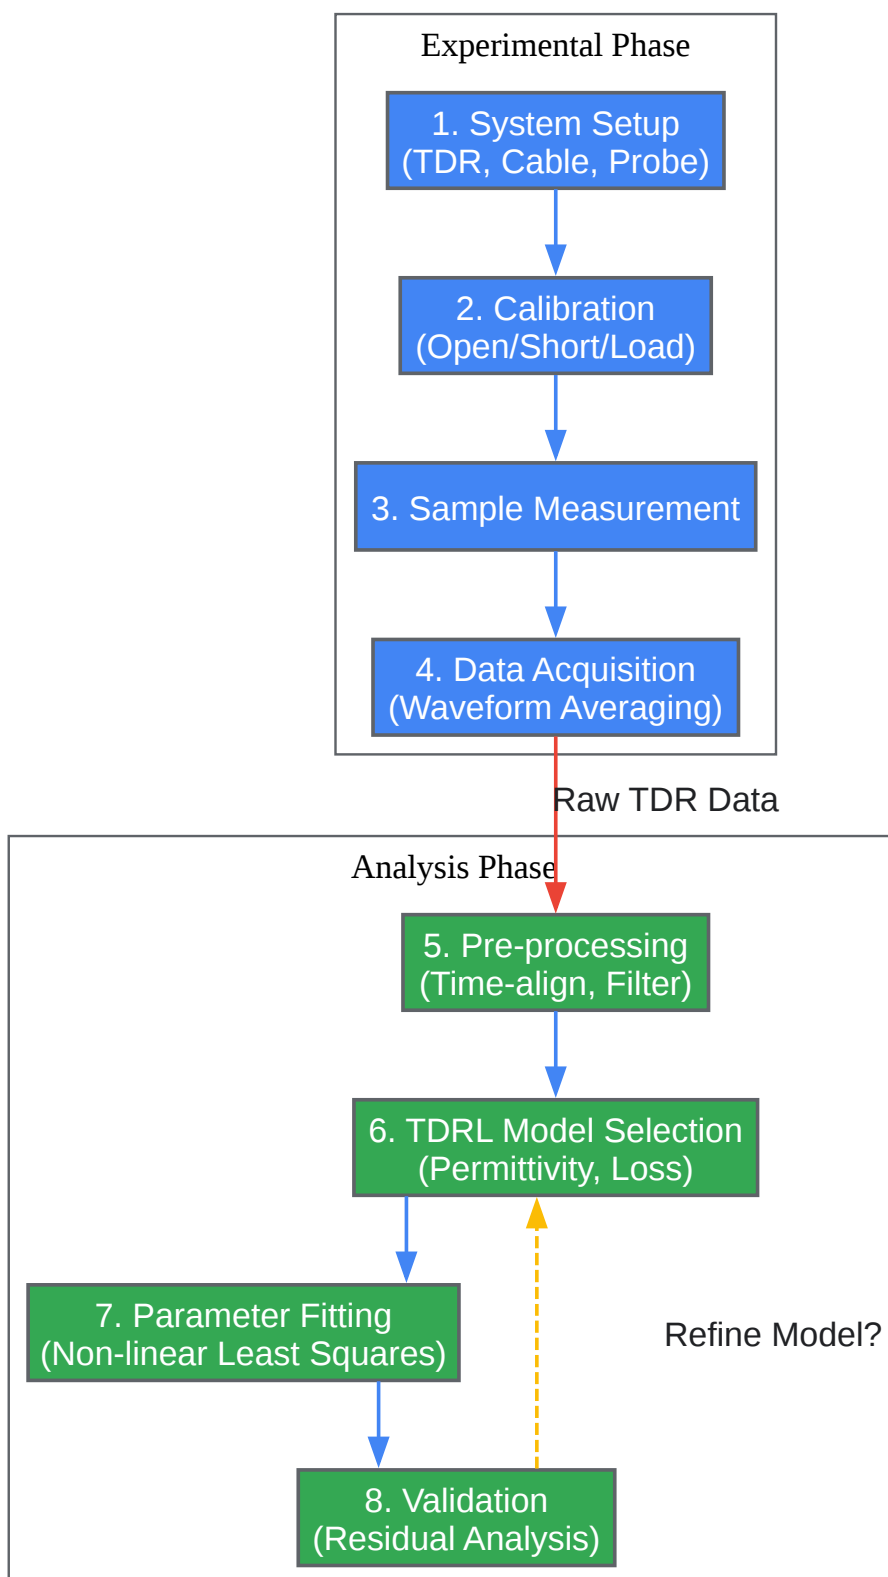 Experimental Phase
1. System Setup
(TDR, Cable, Probe)
2. Calibration
(Open/Short/Load)
3. Sample Measurement
4. Data Acquisition
(Waveform Averaging)
Raw TDR Data
Analysis Phase
5. Pre-processing
(Time-align, Filter)
6. TDRL Model Selection
(Permittivity, Loss)
7. Parameter Fitting
(Non-linear Least Squares)
Refine Model?
8. Validation
(Residual Analysis)